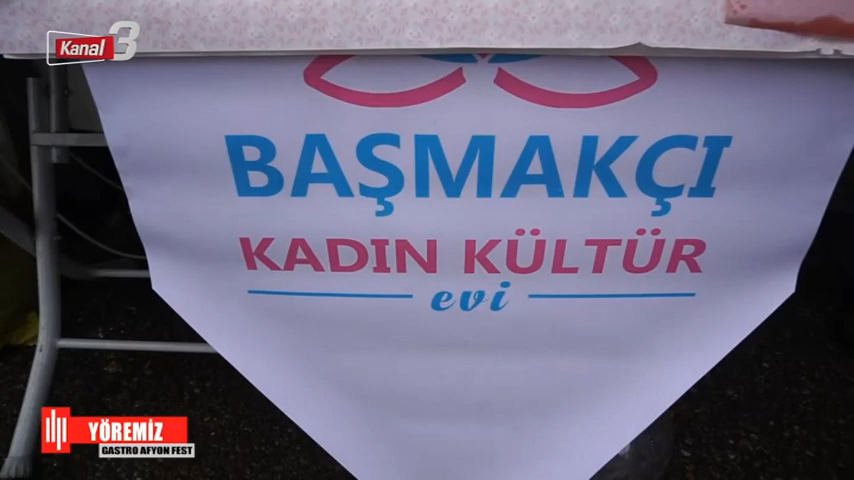 Kanal 3
BAŞMAKÇI
KADIN KÜLTÜR
evi
YÖREMİZ
GASTRO AFYON FEST